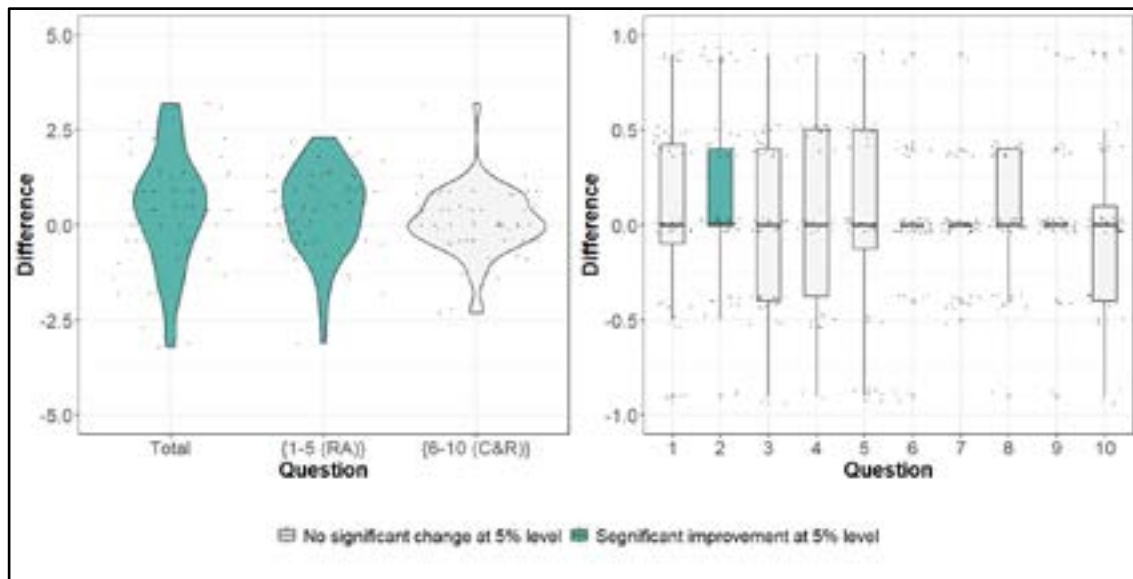 5.0
2.5
0.0
-2.5
-5.0
Difference
Total
{1-5 (RA)}
{6-10 (C&R)}
Question
1.0
0.5
0.0
-0.5
-1.0
Difference
1 2 3 4 5 6 7 8 9 10
Question
No significant change at 5% level Segnificant improvement at 5% level